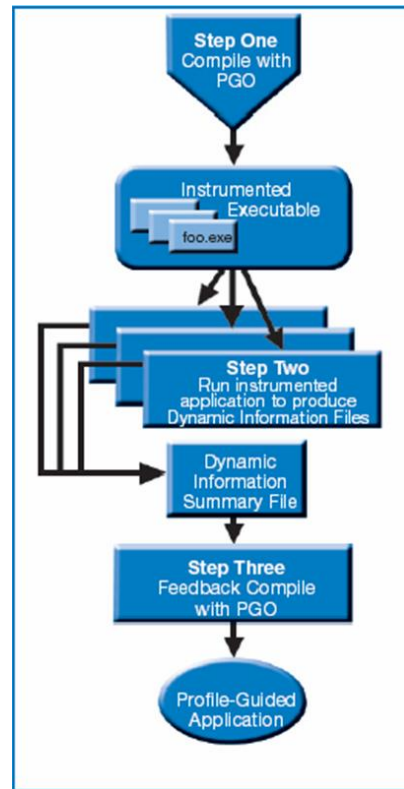 Step One
Compile with
PGO
Instrumented
Executable
foo.exe
Step Two
Run instrumented
application to produce
Dynamic Information Files
Dynamic
Information
Summary File
Step Three
Feedback Compile
with PGO
Profile-Guided
Application